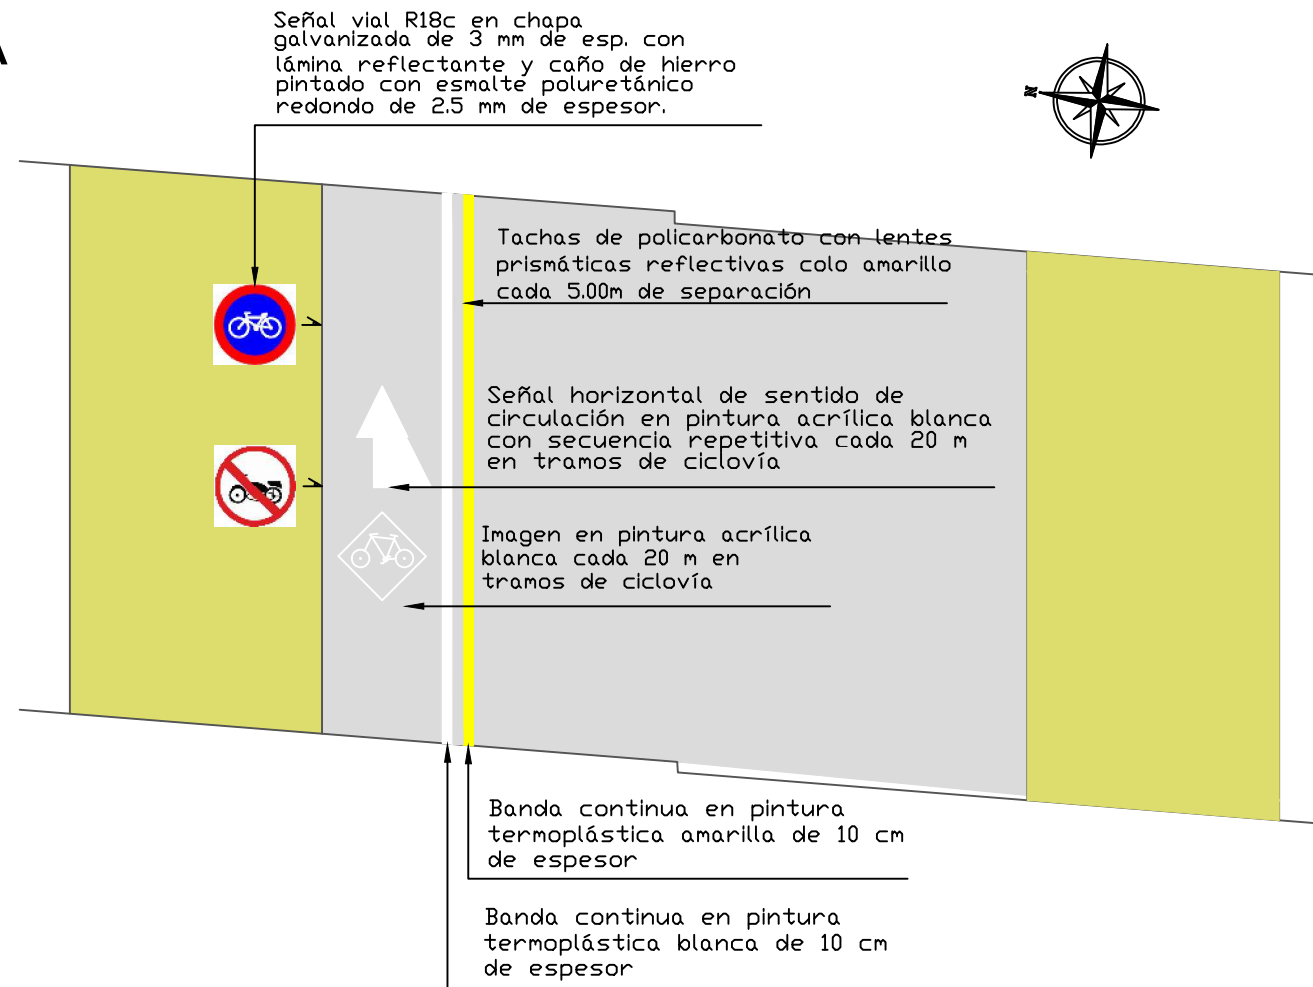 Señal vial R18c en chapa
galvanizada de 3 mm de esp. con
lámina reflectante y caño de hierro
pintado con esmalte poluretánico
redondo de 2.5 mm de espesor.
A
N
Tachas de policarbonato con lentes
prismáticas reflectivas colo amarillo
cada 5.00m de separación
Señal horizontal de sentido de
circulación en pintura acrílica blanca
con secuencia repetitiva cada 20 m
en tramos de ciclovía
Imagen en pintura acrílica
blanca cada 20 m en
tramos de ciclovía
Banda continua en pintura
termoplástica amarilla de 10 cm
de espesor
Banda continua en pintura
termoplástica blanca de 10 cm
de espesor